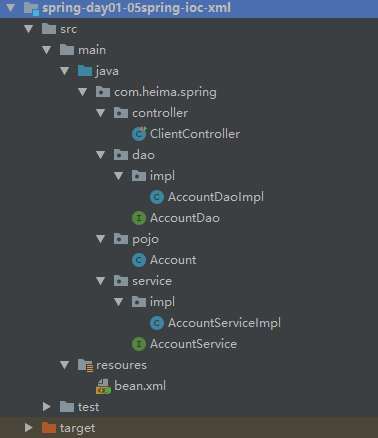 spring-day01-05spring-ioc-xml
src
main
java
com.heima.spring
controller
ClientController
dao
impl
AccountDaoImpl
AccountDao
pojo
Account
service
impl
AccountServiceImpl
AccountService
resoures
bean.xml
test
target